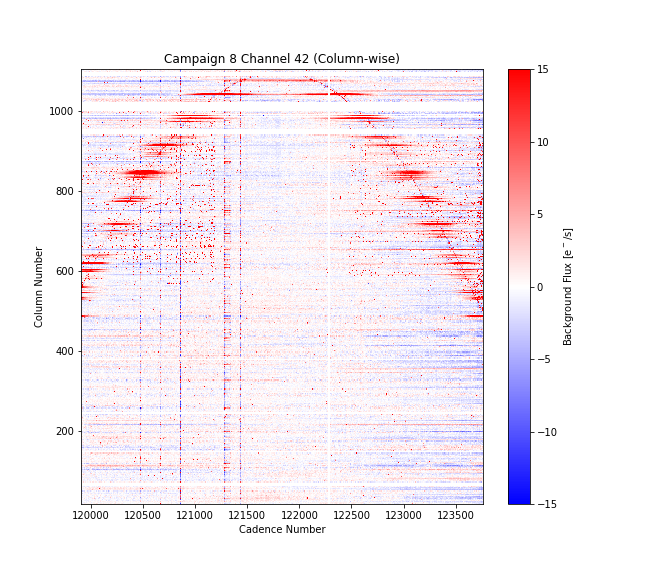 Campaign 8 Channel 42 (Column-wise)
1000
800
600
400
200
Column Number
120000 120500 121000 121500 122000 122500 123000 123500
Cadence Number
15
10
5
0
−5
−10
−15
Background Flux [e⁻/s]